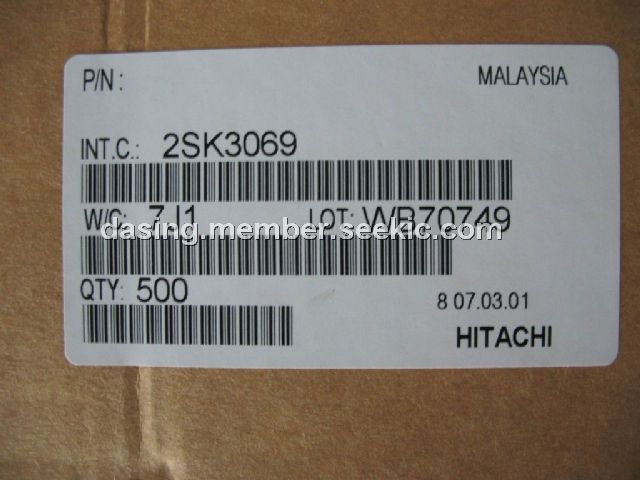 P/N :
MALAYSIA
INT.C.: 2SK3069
W/C: 7J1 LOT: WB70749
dasing.member.seekic.com
QTY: 500
8 07.03.01
HITACHI